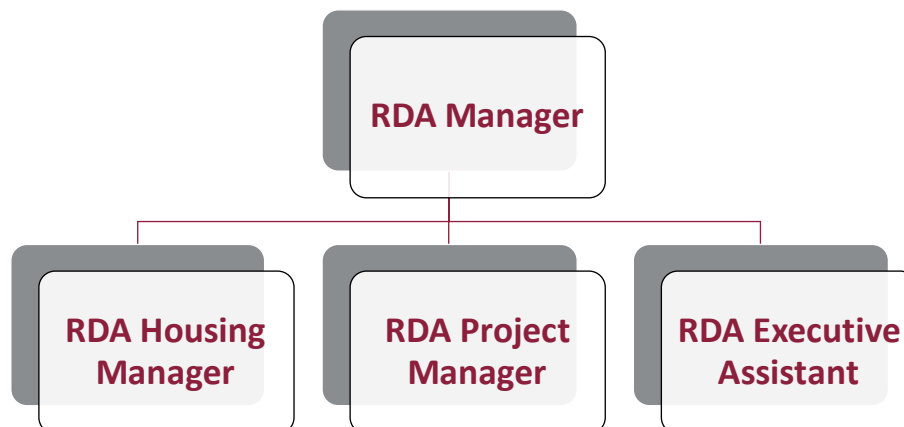 RDA Manager
RDA Housing
Manager
RDA Project
Manager
RDA Executive
Assistant